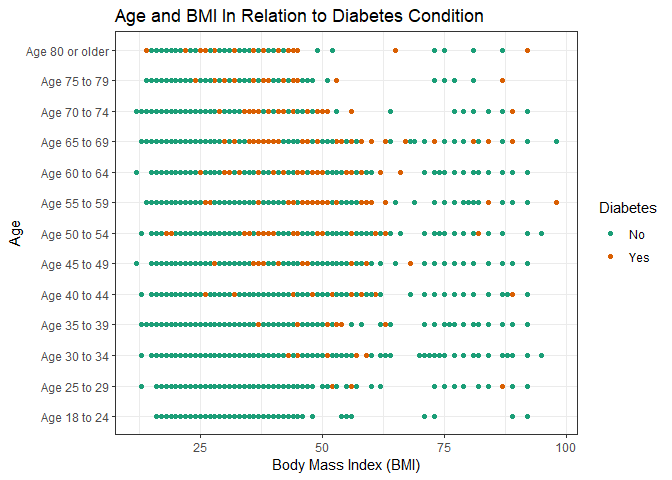 Age and BMI In Relation to Diabetes Condition
Age
Age 80 or older
Age 75 to 79
Age 70 to 74
Age 65 to 69
Age 60 to 64
Age 55 to 59
Age 50 to 54
Age 45 to 49
Age 40 to 44
Age 35 to 39
Age 30 to 34
Age 25 to 29
Age 18 to 24
25 50 75 100
Body Mass Index (BMI)
Diabetes
No
Yes